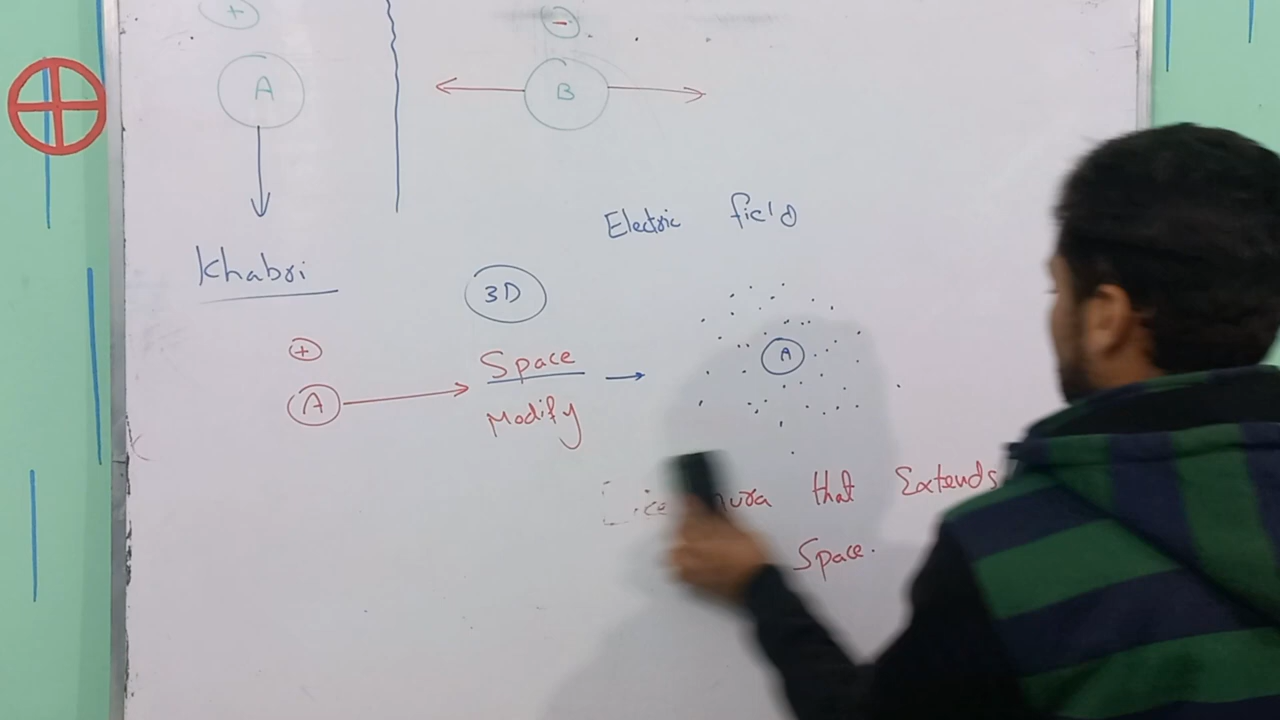 +
-
A
B
Electric field
Khabri
3D
+
Space
A
A
Modify
that Extends
Space.